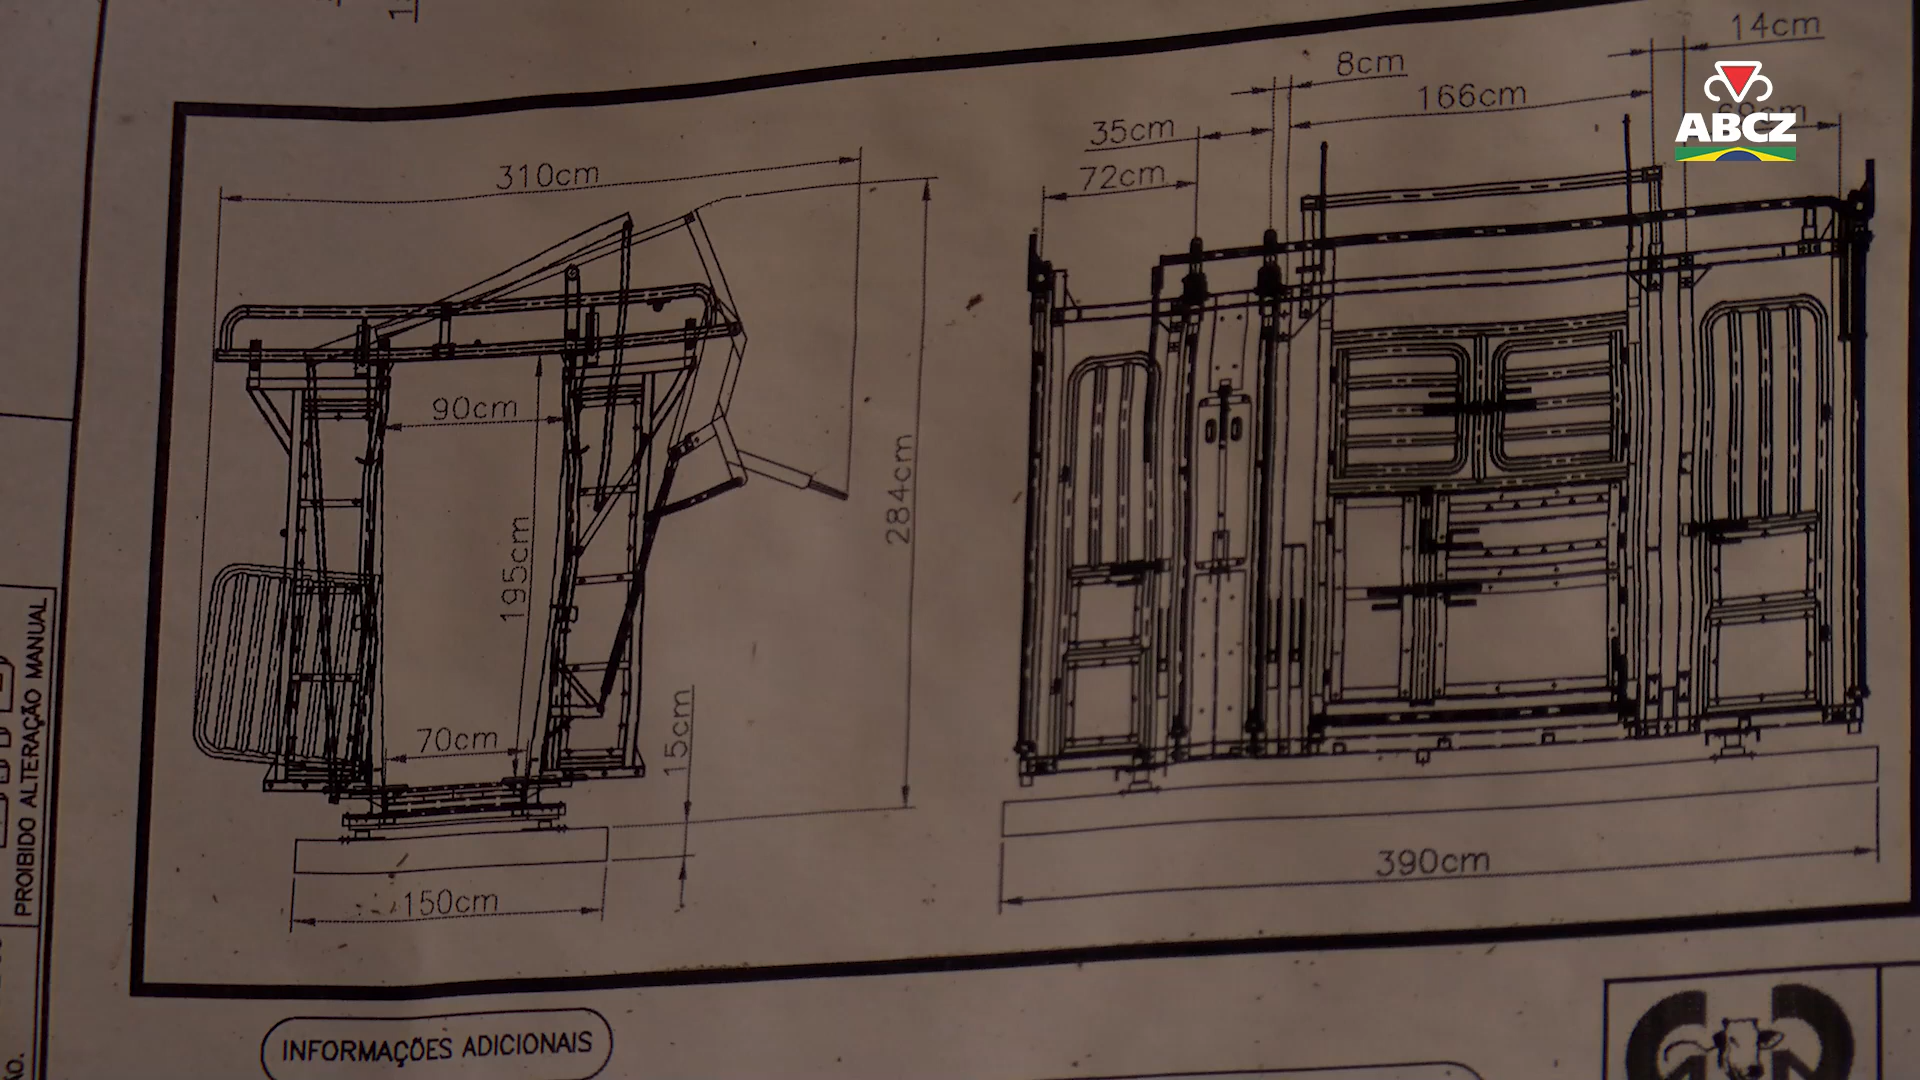 14cm
8cm
166cm
ABCZ
35cm
72cm
310cm
90cm
284cm
195cm
70cm
15cm
390cm
150cm
PROIBIDO ALTERAÇÃO MANUAL
INFORMAÇÕES ADICIONAIS